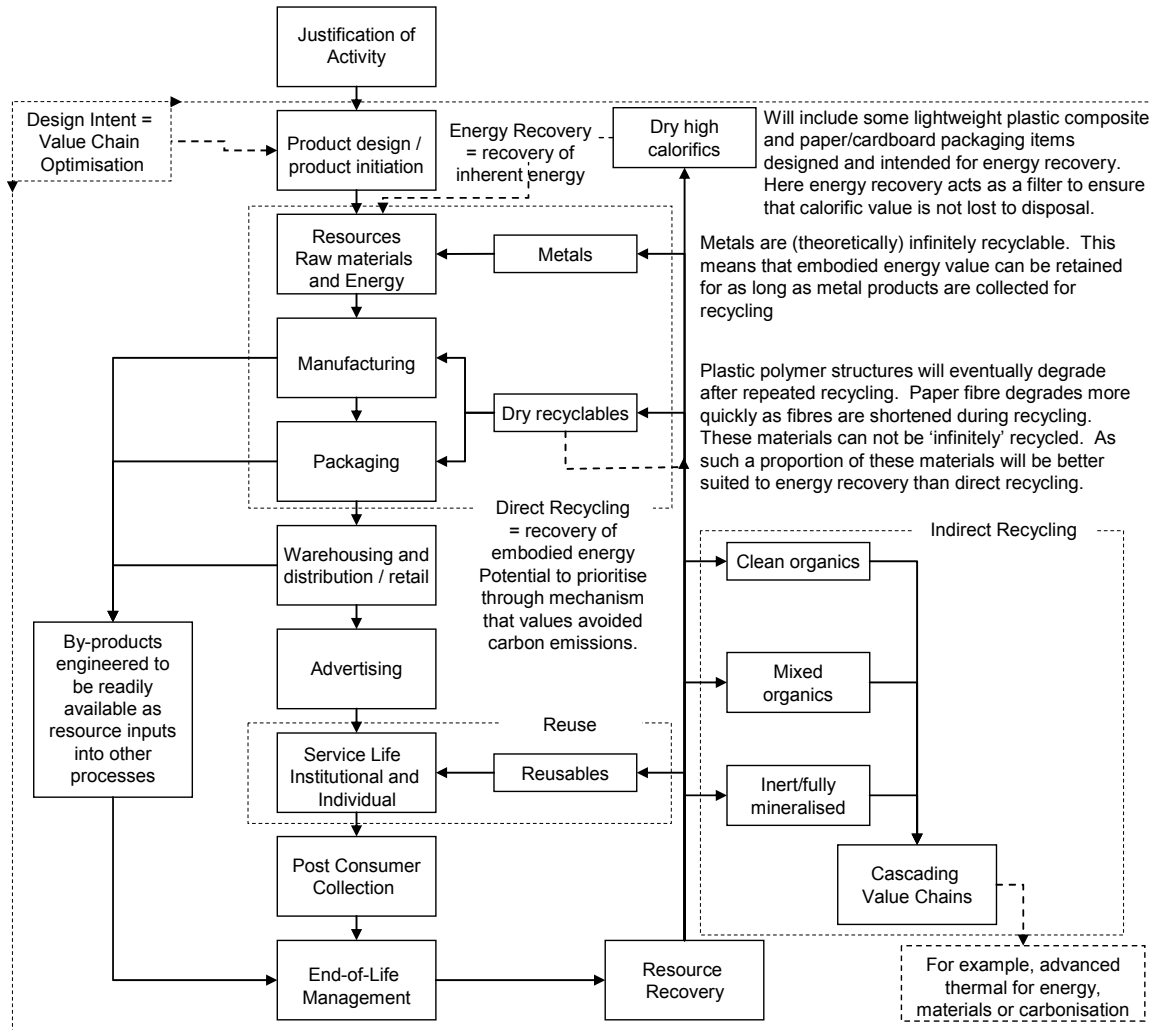 Justification of
Activity
Design Intent =
Value Chain
Optimisation
Product design /
product initiation
Energy Recovery
= recovery of
inherent energy
Dry high
calorifics
Will include some lightweight plastic composite
and paper/cardboard packaging items
designed and intended for energy recovery.
Here energy recovery acts as a filter to ensure
that calorific value is not lost to disposal.
Resources
Raw materials
and Energy
Metals
Metals are (theoretically) infinitely recyclable. This
means that embodied energy value can be retained
for as long as metal products are collected for
recycling
Manufacturing
Dry recyclables
Packaging
Plastic polymer structures will eventually degrade
after repeated recycling. Paper fibre degrades more
quickly as fibres are shortened during recycling.
These materials can not be ‘infinitely’ recycled. As
such a proportion of these materials will be better
suited to energy recovery than direct recycling.
Direct Recycling
= recovery of
embodied energy
Potential to prioritise
through mechanism
that values avoided
carbon emissions.
Warehousing and
distribution / retail
Indirect Recycling
Clean organics
By-products
engineered to
be readily
available as
resource inputs
into other
processes
Advertising
Mixed
organics
Reuse
Service Life
Institutional and
Individual
Reusables
Inert/fully
mineralised
Post Consumer
Collection
Cascading
Value Chains
End-of-Life
Management
Resource
Recovery
For example, advanced
thermal for energy,
materials or carbonisation